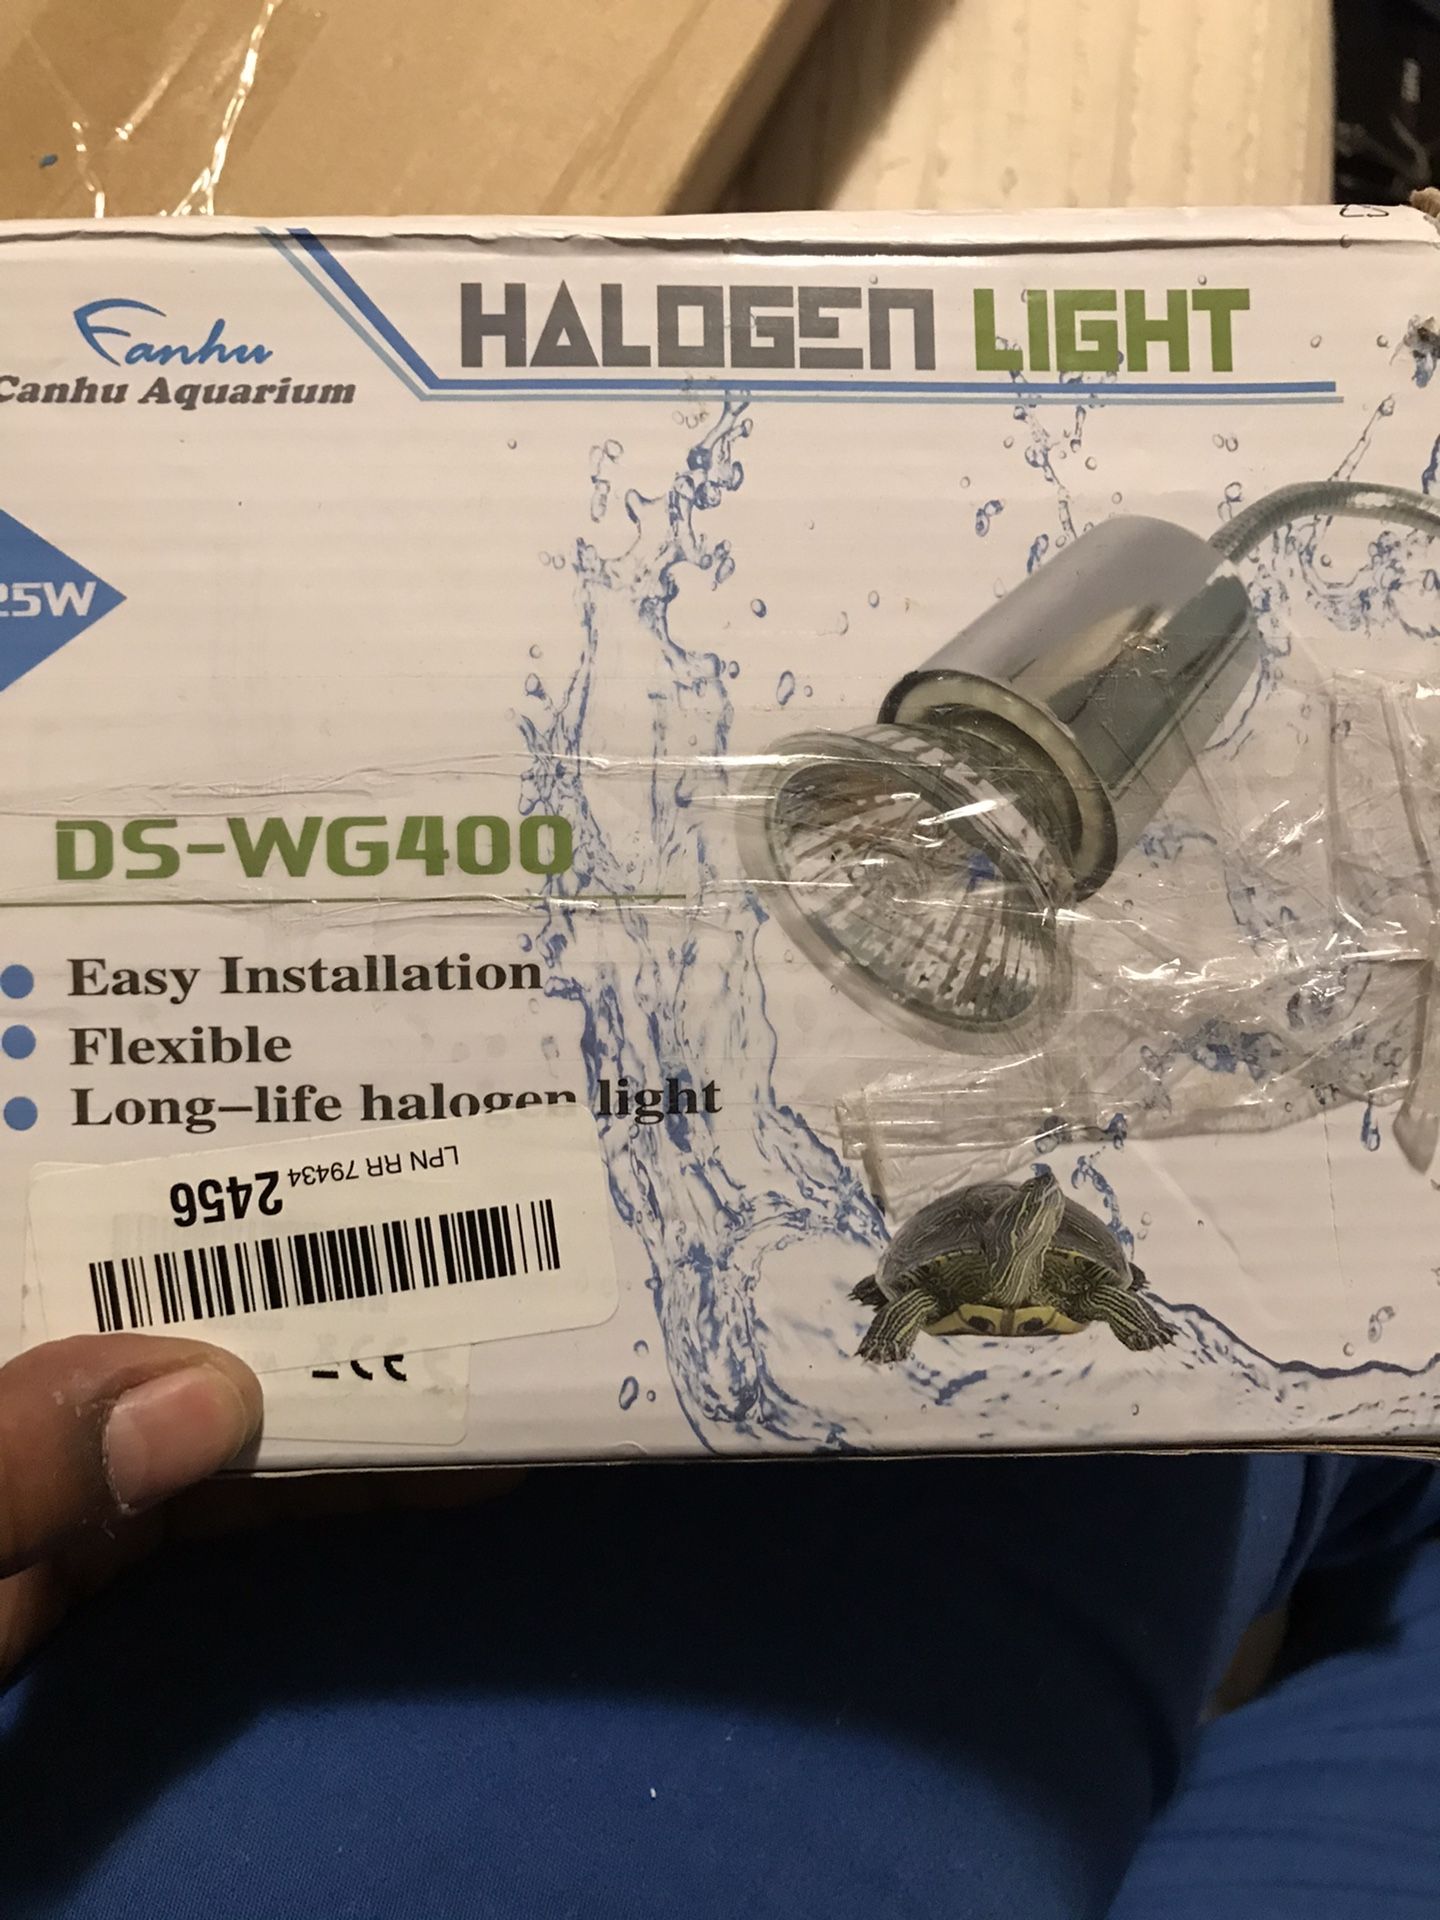 HALOGEN LIGHT
Fanhu
Canhu Aquarium
25W
DS-WG400
Easy Installation
Flexible
Long-life halogen light
LPN RR 79434 2456